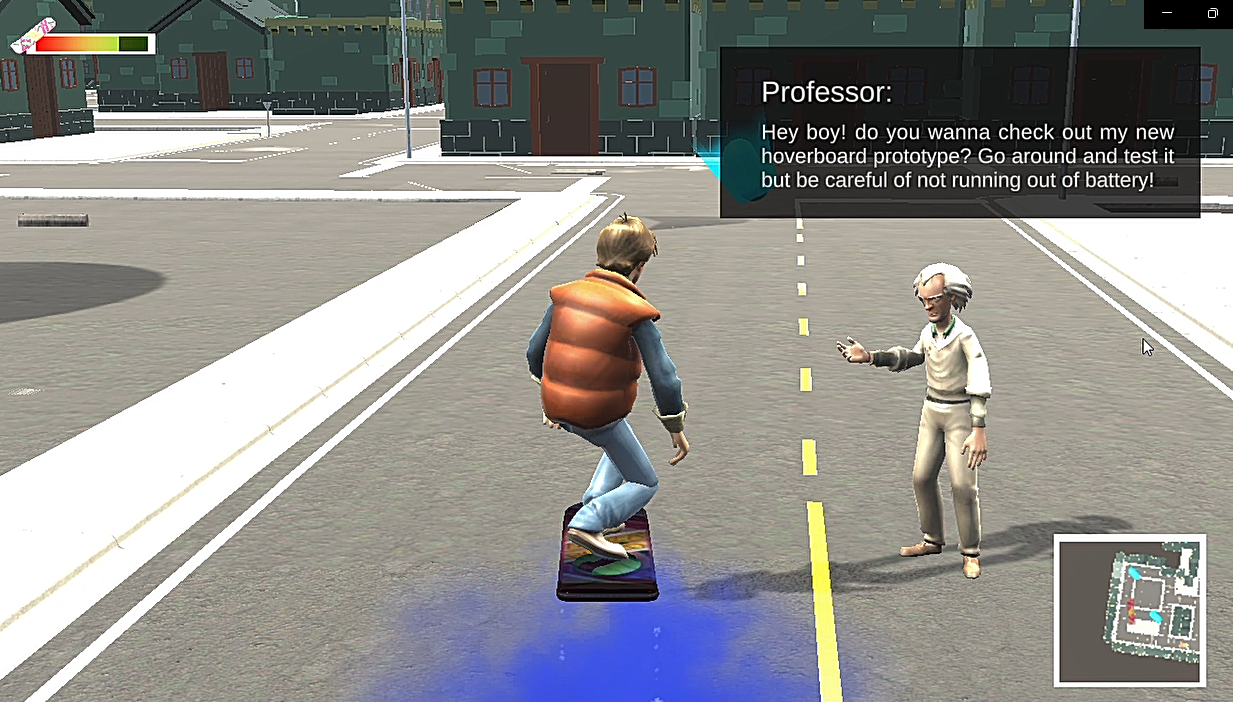 Professor:
Hey boy! do you wanna check out my new
hoverboard prototype? Go around and test it
but be careful of not running out of battery!